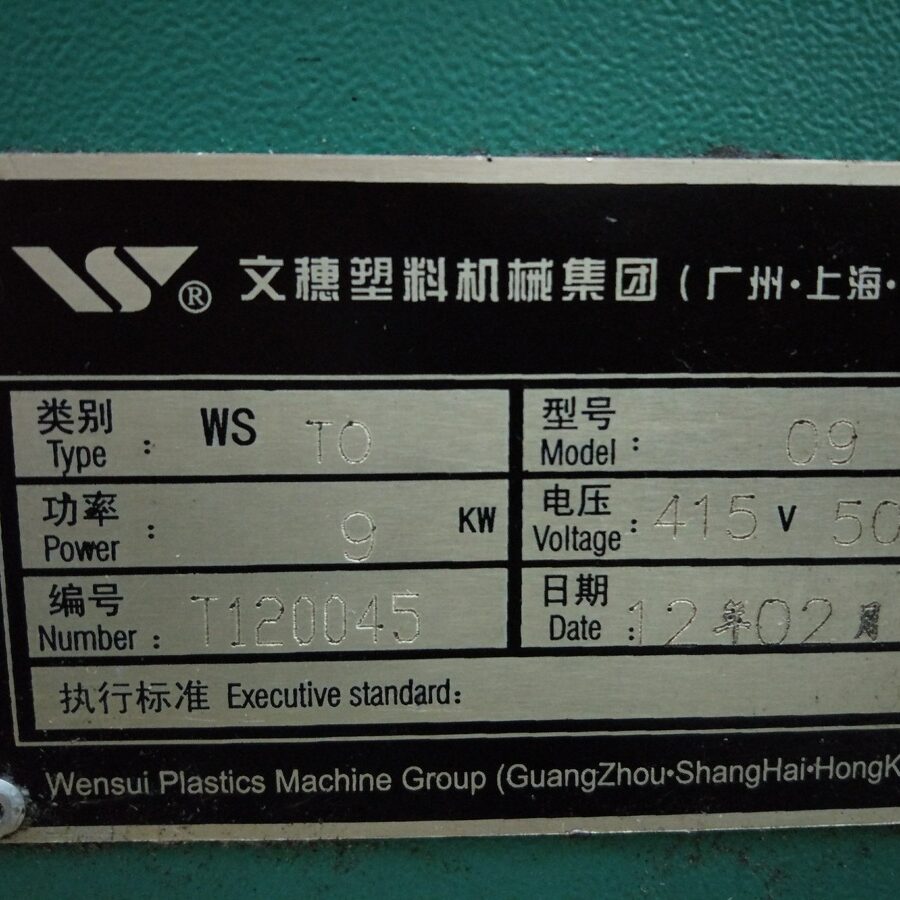 VS® 文穗塑料机械集团（广州·上海·
类别 Type : WS TO
型号 Model : 09
功率 Power : 9 KW
电压 Voltage : 415 V 50
编号 Number : T120045
日期 Date : 12年02月
执行标准 Executive standard:
Wensui Plastics Machine Group (GuangZhou·ShangHai·HongK